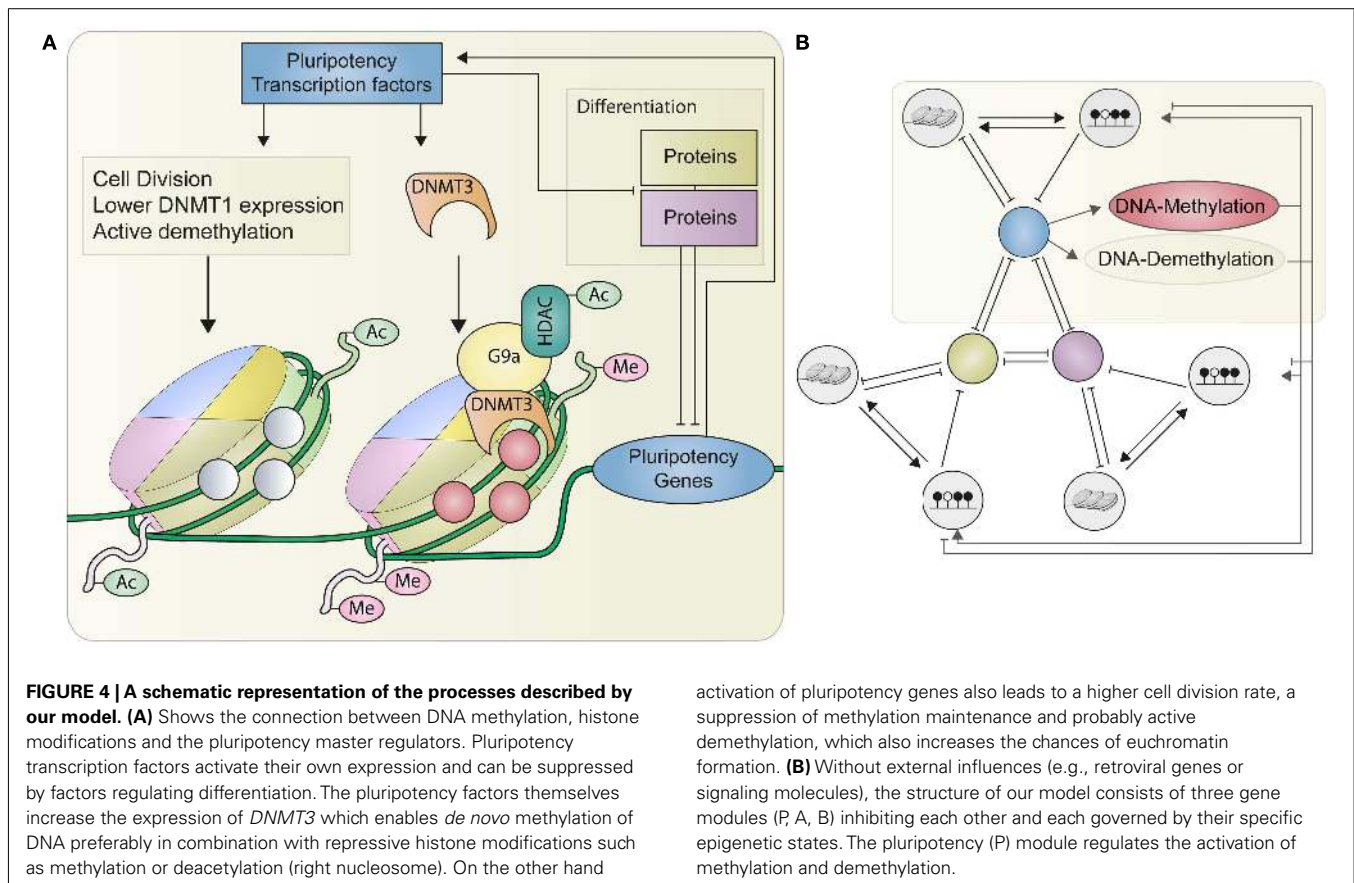 A
Pluripotency
Transcription factors
Differentiation
Proteins
Proteins
Cell Division
Lower DNMT1 expression
Active demethylation
DNMT3
Ac
HDAC
G9a
Ac
Me
DNMT3
Pluripotency
Genes
Ac
Me
Me
B
DNA-Methylation
DNA-Demethylation
FIGURE 4 | A schematic representation of the processes described by
our model. (A) Shows the connection between DNA methylation, histone
modifications and the pluripotency master regulators. Pluripotency
transcription factors activate their own expression and can be suppressed
by factors regulating differentiation. The pluripotency factors themselves
increase the expression of DNMT3 which enables de novo methylation of
DNA preferably in combination with repressive histone modifications such
as methylation or deacetylation (right nucleosome). On the other hand
activation of pluripotency genes also leads to a higher cell division rate, a
suppression of methylation maintenance and probably active
demethylation, which also increases the chances of euchromatin
formation. (B) Without external influences (e.g., retroviral genes or
signaling molecules), the structure of our model consists of three gene
modules (P, A, B) inhibiting each other and each governed by their specific
epigenetic states. The pluripotency (P) module regulates the activation of
methylation and demethylation.